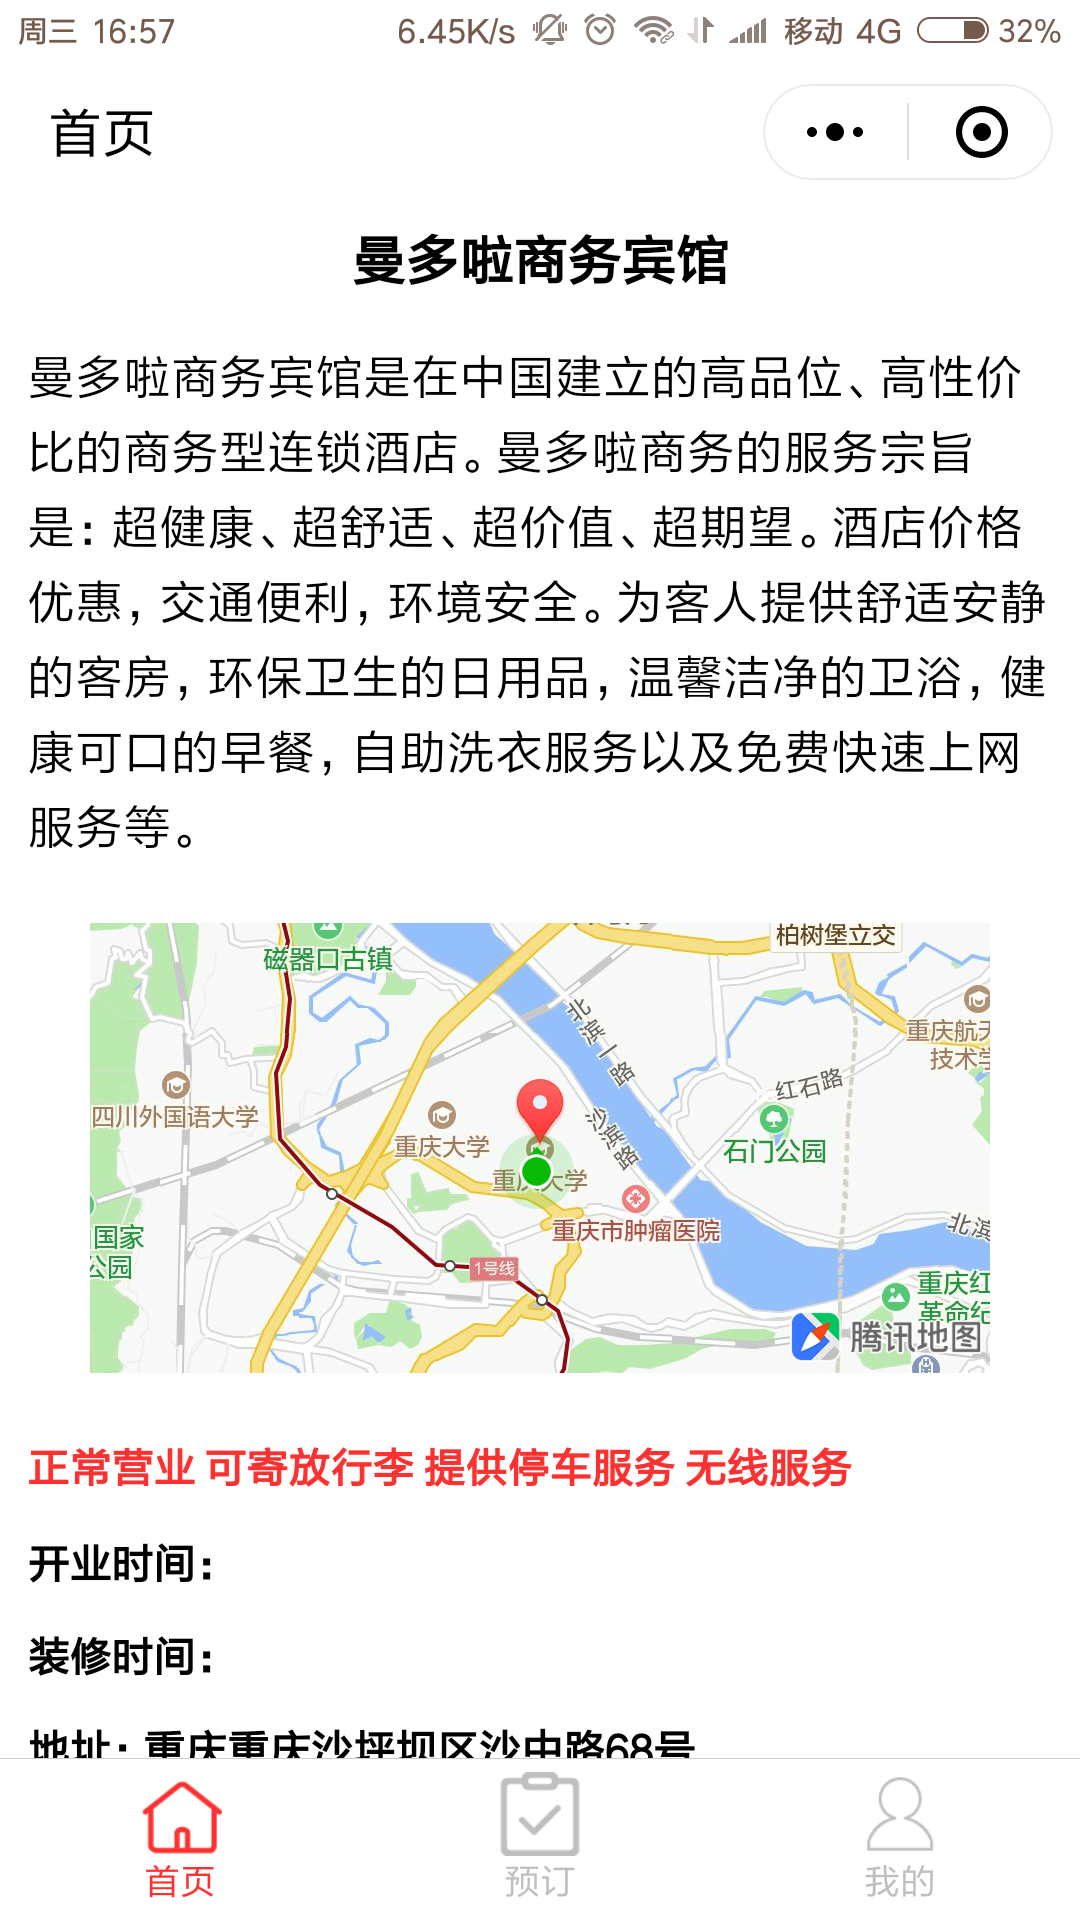 周三 16:57 6.45K/s 移动 4G 32%
首页
曼多啦商务宾馆
曼多啦商务宾馆是在中国建立的高品位、高性价
比的商务型连锁酒店。曼多啦商务的服务宗旨
是：超健康、超舒适、超价值、超期望。酒店价格
优惠，交通便利，环境安全。为客人提供舒适安静
的客房，环保卫生的日用品，温馨洁净的卫浴，健
康可口的早餐，自助洗衣服务以及免费快速上网
服务等。
柏树堡立交
磁器口古镇
北滨一路
重庆航天
技术学
红石路
四川外国语大学
重庆大学
沙滨路
石门公园
重庆大学
重庆市肿瘤医院
国家
公园
北滨
1号线
重庆红
革命纪
腾讯地图
正常营业 可寄放行李 提供停车服务 无线服务
开业时间：
装修时间：
地址：重庆重庆沙坪坝区沙中路68号
首页 预订 我的